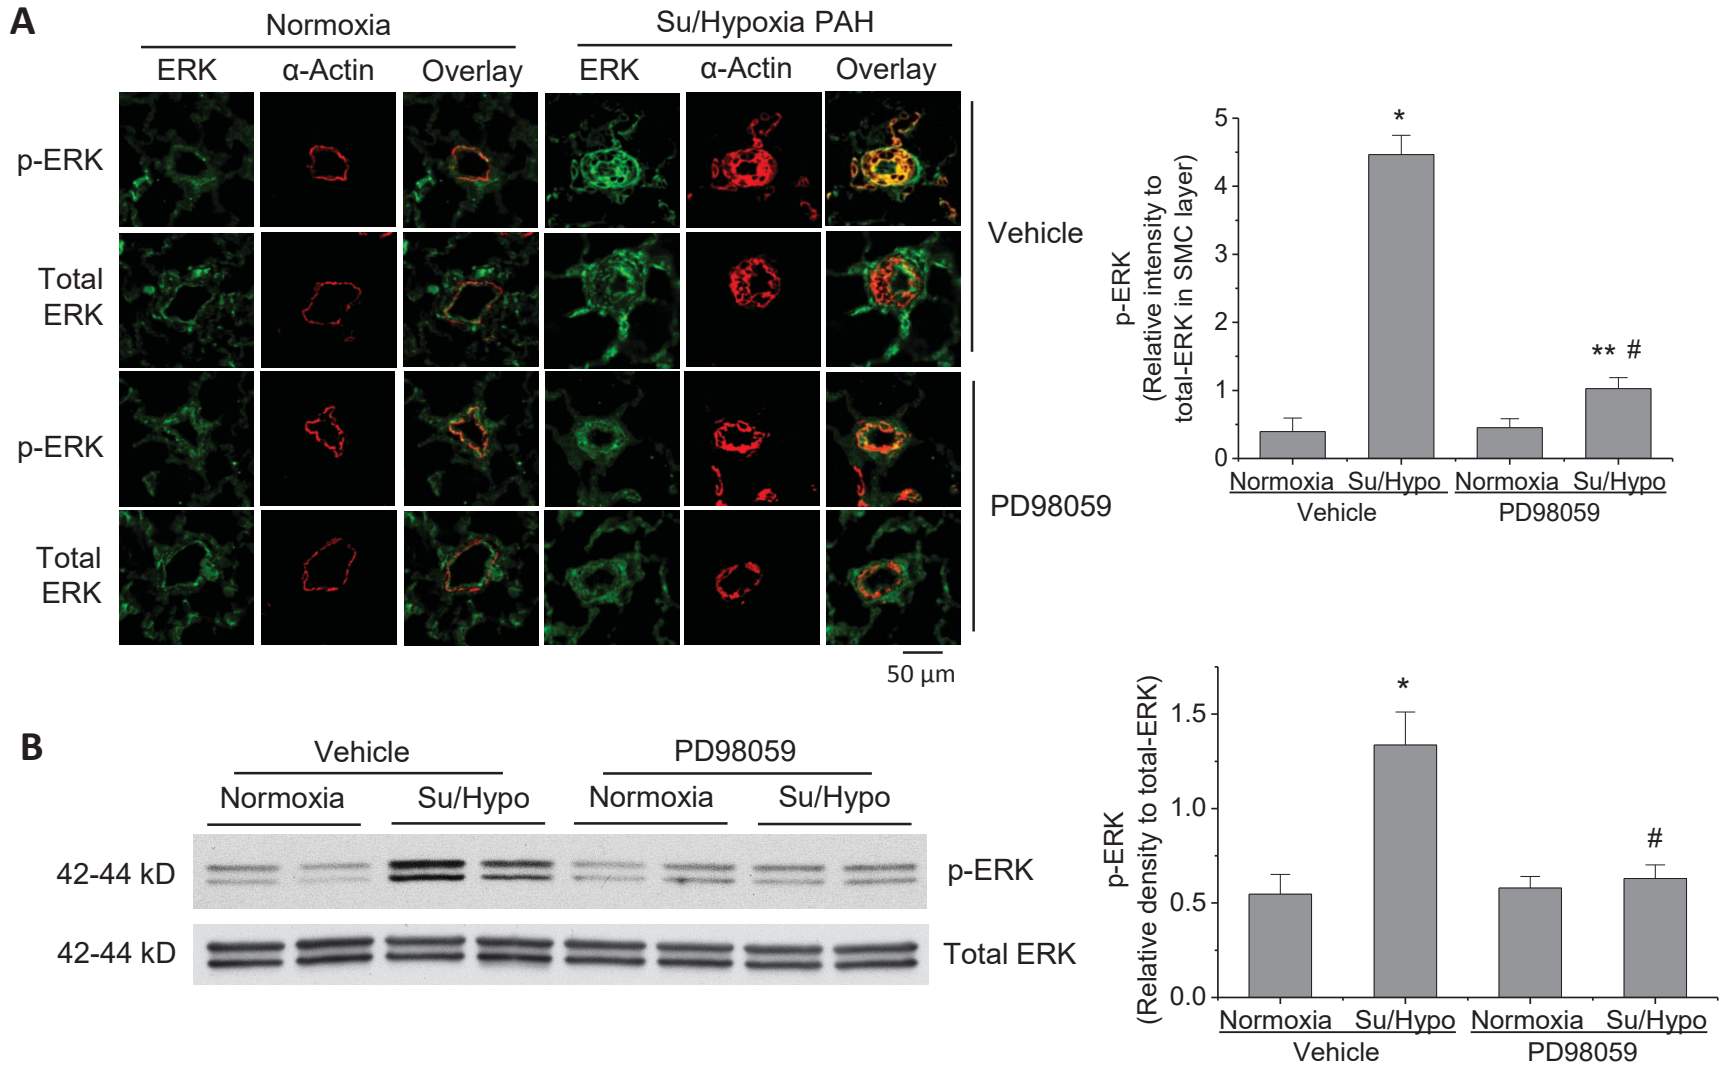 A
Normoxia
Su/Hypoxia PAH
ERK
α-Actin
Overlay
ERK
α-Actin
Overlay
p-ERK
Total
ERK
p-ERK
Total
ERK
Vehicle
PD98059
50 μm
p-ERK
(Relative intensity to
total-ERK in SMC layer)
5
4
3
2
1
0
*
** #
Normoxia
Su/Hypo
Normoxia
Su/Hypo
Vehicle
PD98059
B
Vehicle
PD98059
Normoxia
Su/Hypo
Normoxia
Su/Hypo
42-44 kD
p-ERK
42-44 kD
Total ERK
p-ERK
(Relative density to total-ERK)
1.5
1.0
0.5
0.0
*
#
Normoxia
Su/Hypo
Normoxia
Su/Hypo
Vehicle
PD98059